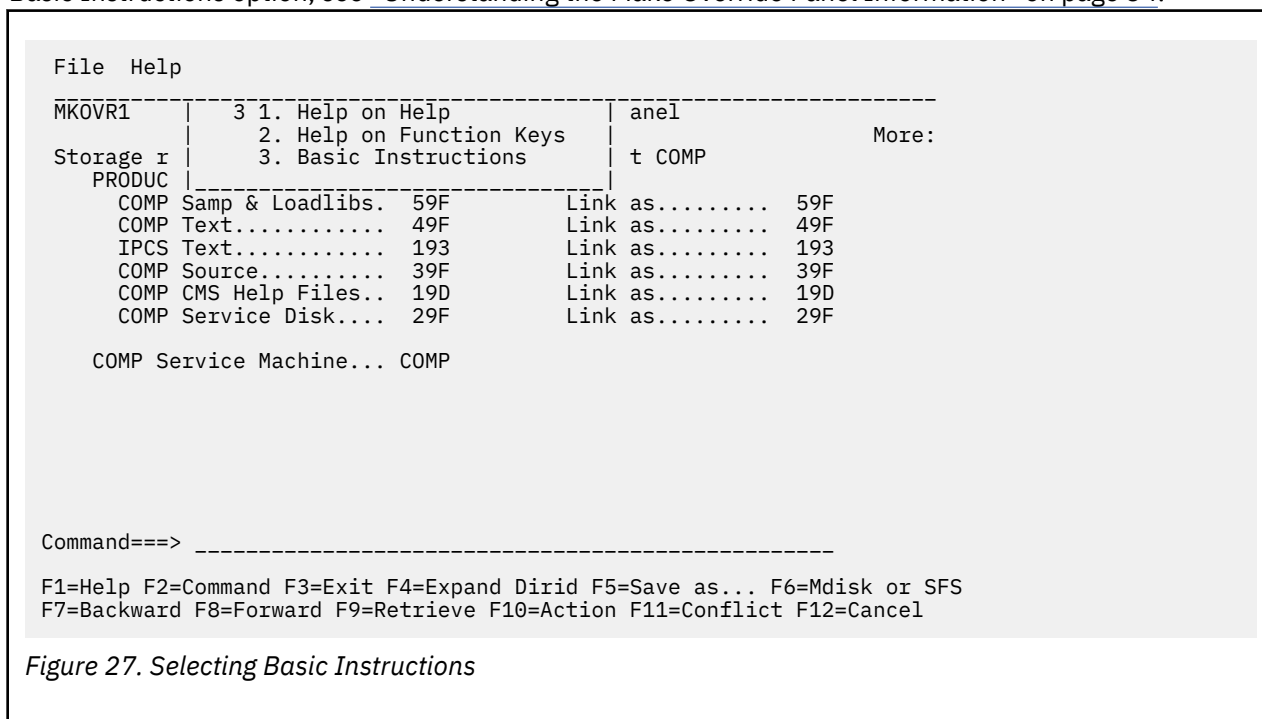 Basic Instructions option, see "Understanding the Make Override Panel Information" on page 54.
File Help
MKOVR1 | 3 1. Help on Help | anel
| 2. Help on Function Keys | More:
Storage r | 3. Basic Instructions | t COMP
PRODUC |________________________________|
COMP Samp & Loadlibs. 59F Link as......... 59F
COMP Text............ 49F Link as......... 49F
IPCS Text............ 193 Link as......... 193
COMP Source.......... 39F Link as......... 39F
COMP CMS Help Files.. 19D Link as......... 19D
COMP Service Disk.... 29F Link as......... 29F
COMP Service Machine... COMP
Command===> __________________________________________________
F1=Help F2=Command F3=Exit F4=Expand Dirid F5=Save as... F6=Mdisk or SFS
F7=Backward F8=Forward F9=Retrieve F10=Action F11=Conflict F12=Cancel
Figure 27. Selecting Basic Instructions